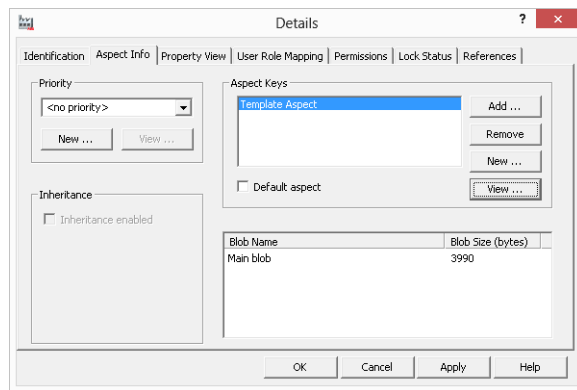 Details
?
Identification
Aspect Info
Property View
User Role Mapping
Permissions
Lock Status
References
Priority
<no priority>
New ...
View ...
Inheritance
Inheritance enabled
Aspect Keys
Template Aspect
Add ...
Remove
New ...
View ...
Default aspect
Blob Name Blob Size (bytes)
Main blob 3990
OK
Cancel
Apply
Help